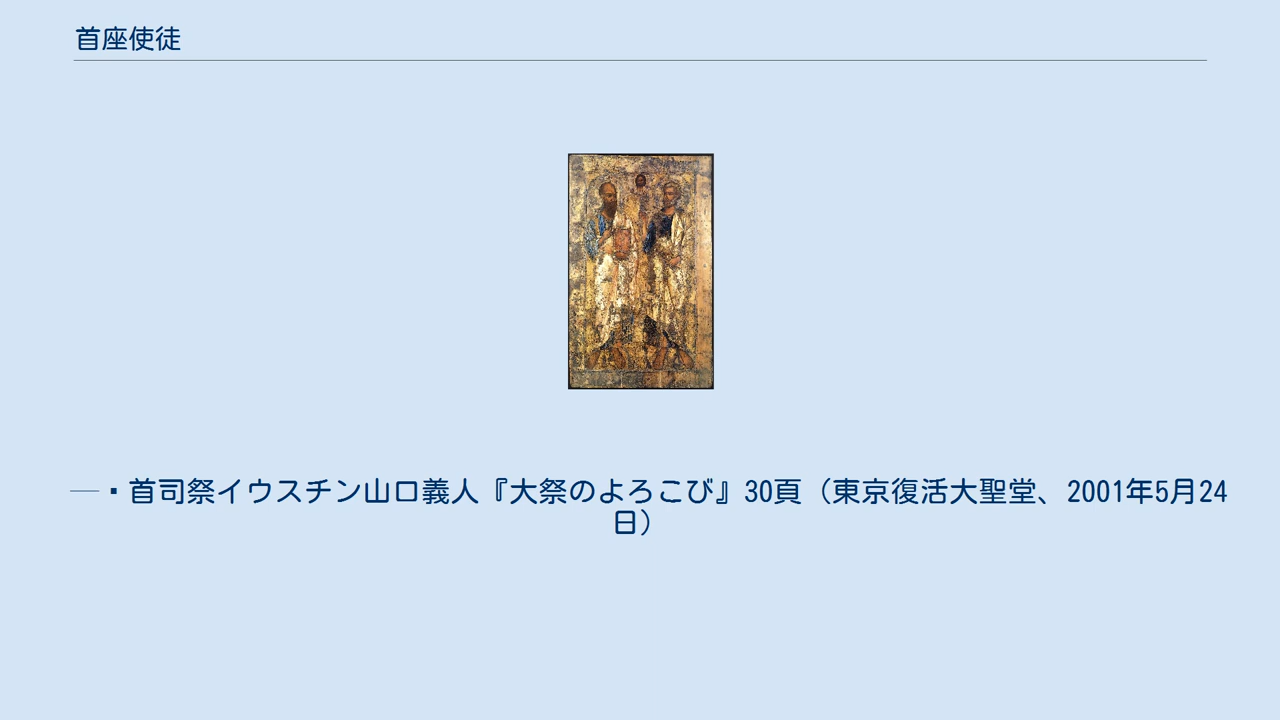 首座使徒
—▪首司祭イウスチン山口義人『大祭のよろこび』30頁（東京復活大聖堂、2001年5月24
日）